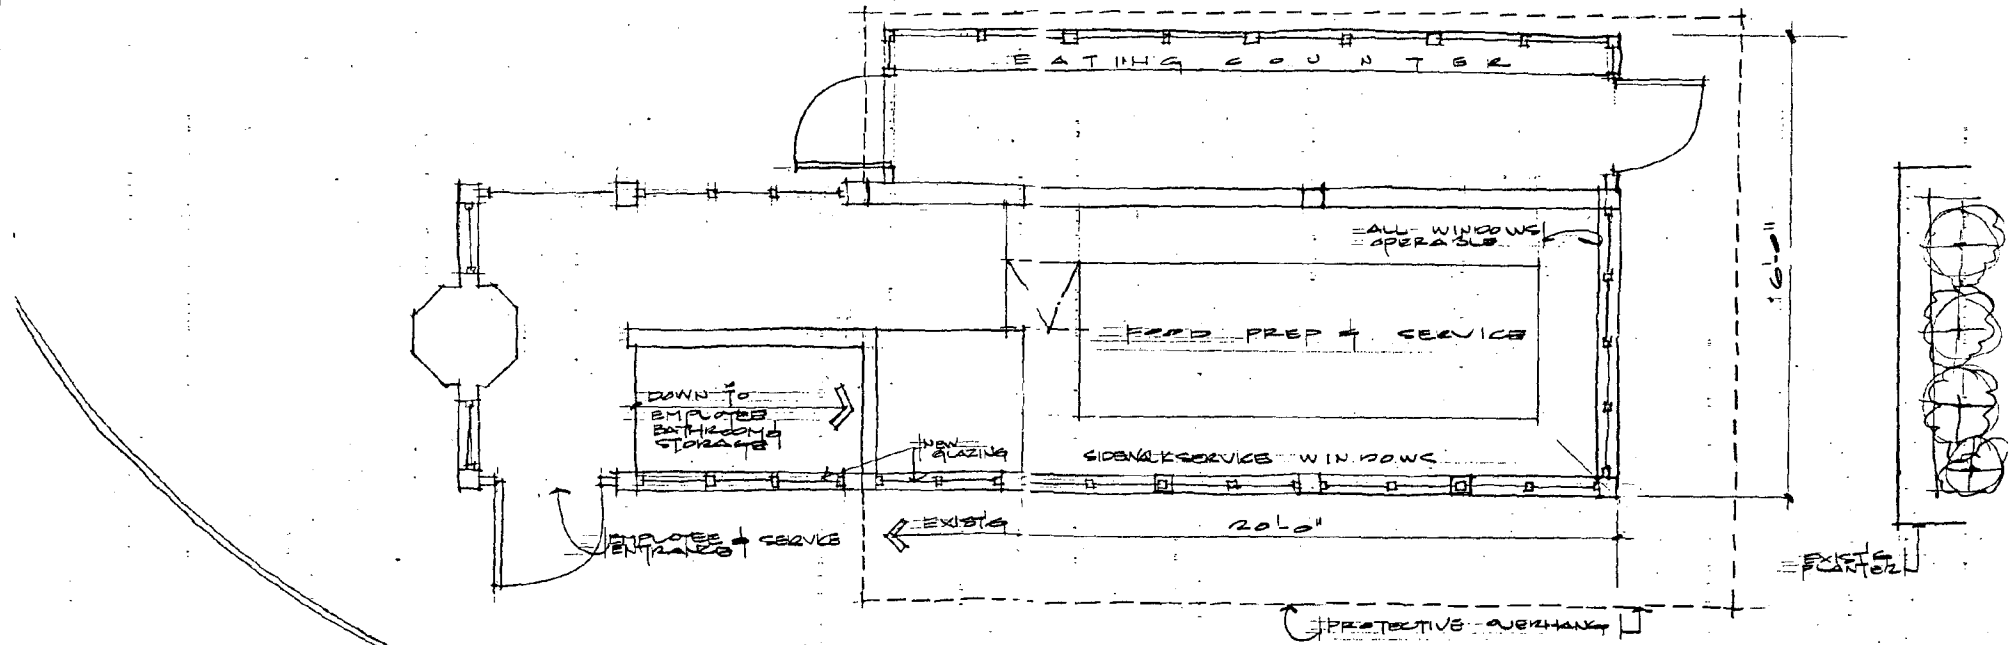 EATING COUNTER
ALL WINDOWS
OPERABLE
16'-0"
FOOD PREP & SERVICE
DOWN TO
EMPLOYEE
BATHROOM &
STORAGE
NEW
GLAZING
SIDEWALK SERVICE WINDOWS
EMPLOYEE & SERVICE
ENTRANCE
EXIST'G
20'-0"
EXIST'G
PLANTER
PROTECTIVE OVERHANG